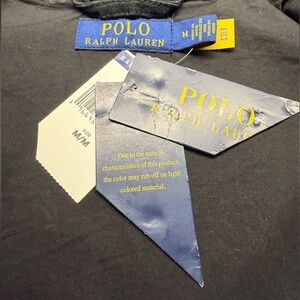 POLO
RALPH LAUREN
M
SIZE
M/M
POLO
RALPH LAUREN
Due to the natural
characteristics of this product,
the color may rub off on light
colored material.